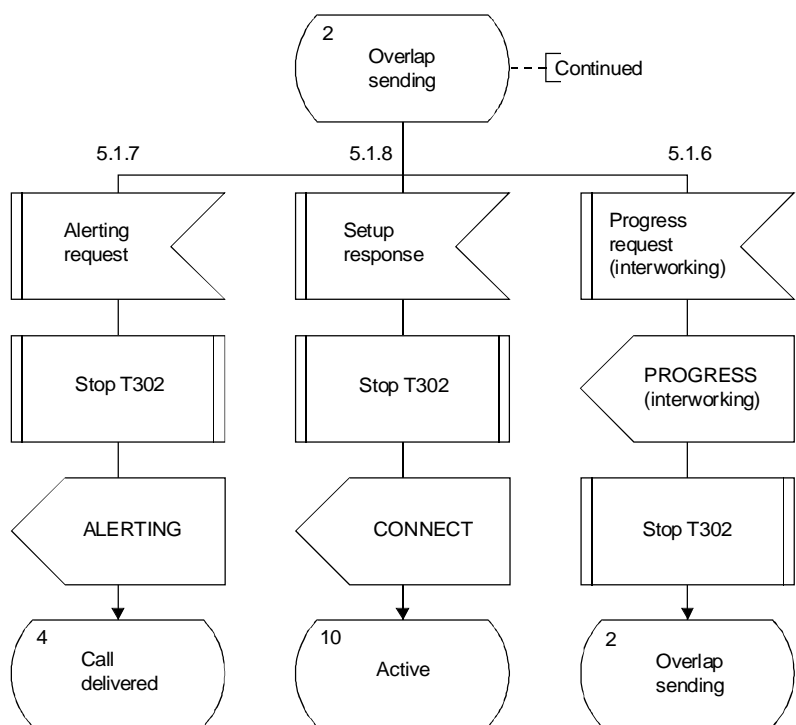 2
Overlap
sending
Continued
5.1.7
5.1.8
5.1.6
Alerting
request
Setup
response
Progress
request
(interworking)
Stop T302
Stop T302
PROGRESS
(interworking)
ALERTING
CONNECT
Stop T302
4
Call
delivered
10
Active
2
Overlap
sending